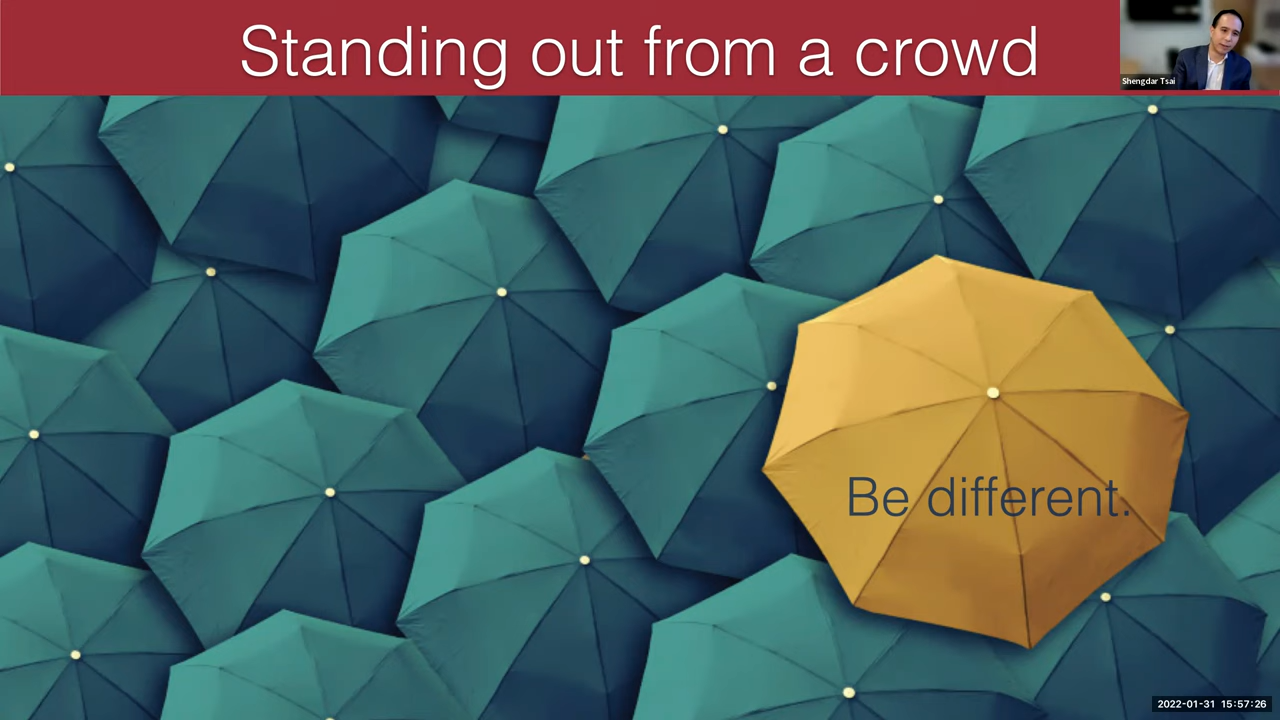 Standing out from a crowd
Shengdar Tsai
Be different.
2022-01-31 15:57:26